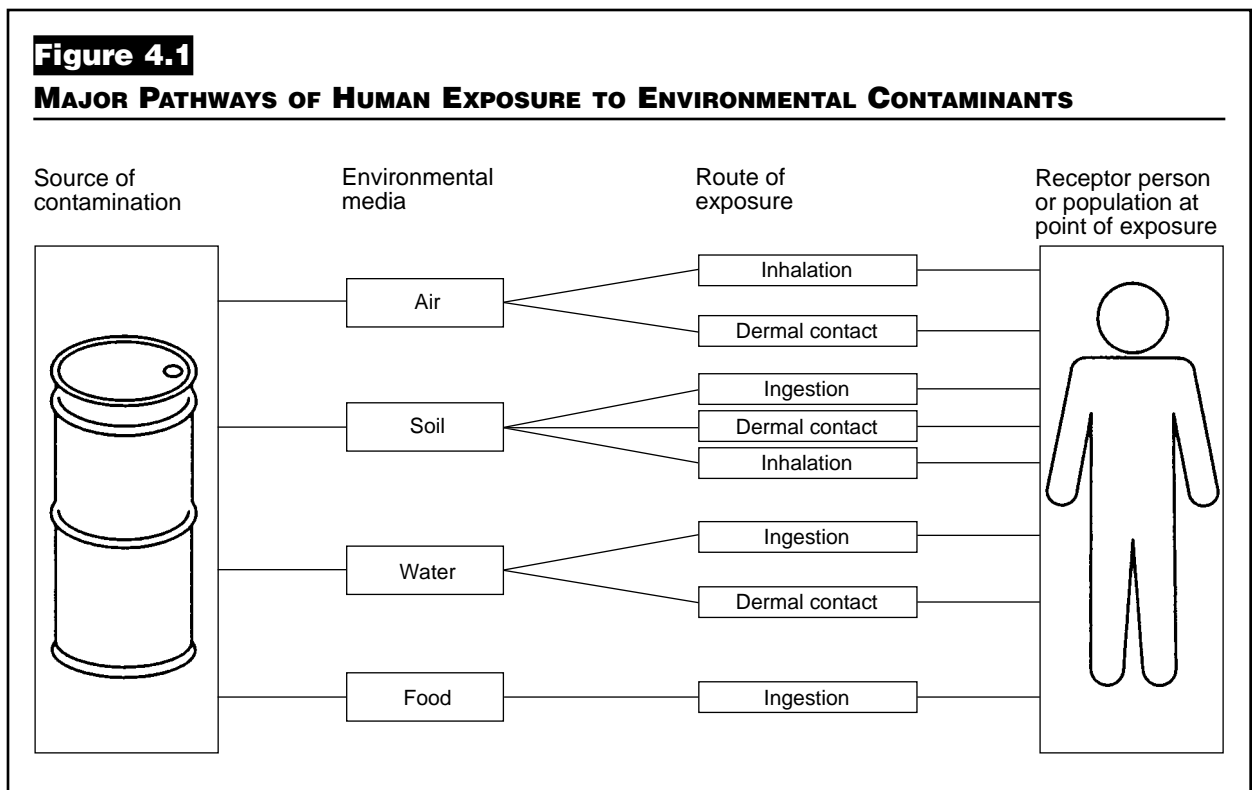 Figure 4.1
MAJOR PATHWAYS OF HUMAN EXPOSURE TO ENVIRONMENTAL CONTAMINANTS
Source of
contamination
Environmental
media
Route of
exposure
Receptor person
or population at
point of exposure
Air
Inhalation
Dermal contact
Soil
Ingestion
Dermal contact
Inhalation
Water
Ingestion
Dermal contact
Food
Ingestion